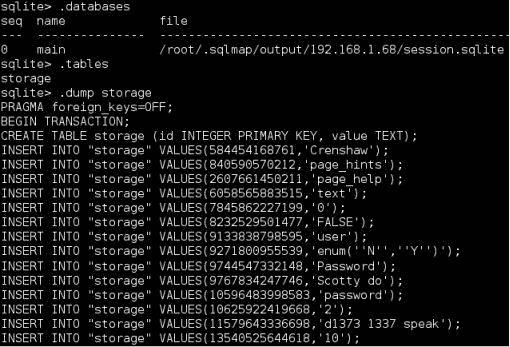 sqlite> .databases
seq  name             file
---  ---------------  ----------------------------------------------------------
0    main             /root/.sqlmap/output/192.168.1.68/session.sqlite
sqlite> .tables
storage
sqlite> .dump storage
PRAGMA foreign_keys=OFF;
BEGIN TRANSACTION;
CREATE TABLE storage (id INTEGER PRIMARY KEY, value TEXT);
INSERT INTO "storage" VALUES(584454168761,'Crenshaw');
INSERT INTO "storage" VALUES(840590570212,'page_hints');
INSERT INTO "storage" VALUES(2607661450211,'page_help');
INSERT INTO "storage" VALUES(6058565883515,'text');
INSERT INTO "storage" VALUES(7845862227199,'0');
INSERT INTO "storage" VALUES(8232529501477,'FALSE');
INSERT INTO "storage" VALUES(9133838798595,'user');
INSERT INTO "storage" VALUES(9271800955539,'enum(''N'',''Y'')');
INSERT INTO "storage" VALUES(9744547332148,'Password');
INSERT INTO "storage" VALUES(9767834247746,'Scotty do');
INSERT INTO "storage" VALUES(10596483998583,'password');
INSERT INTO "storage" VALUES(10625922419668,'2');
INSERT INTO "storage" VALUES(11579643336698,'d1373 1337 speak');
INSERT INTO "storage" VALUES(13540525644618,'10');